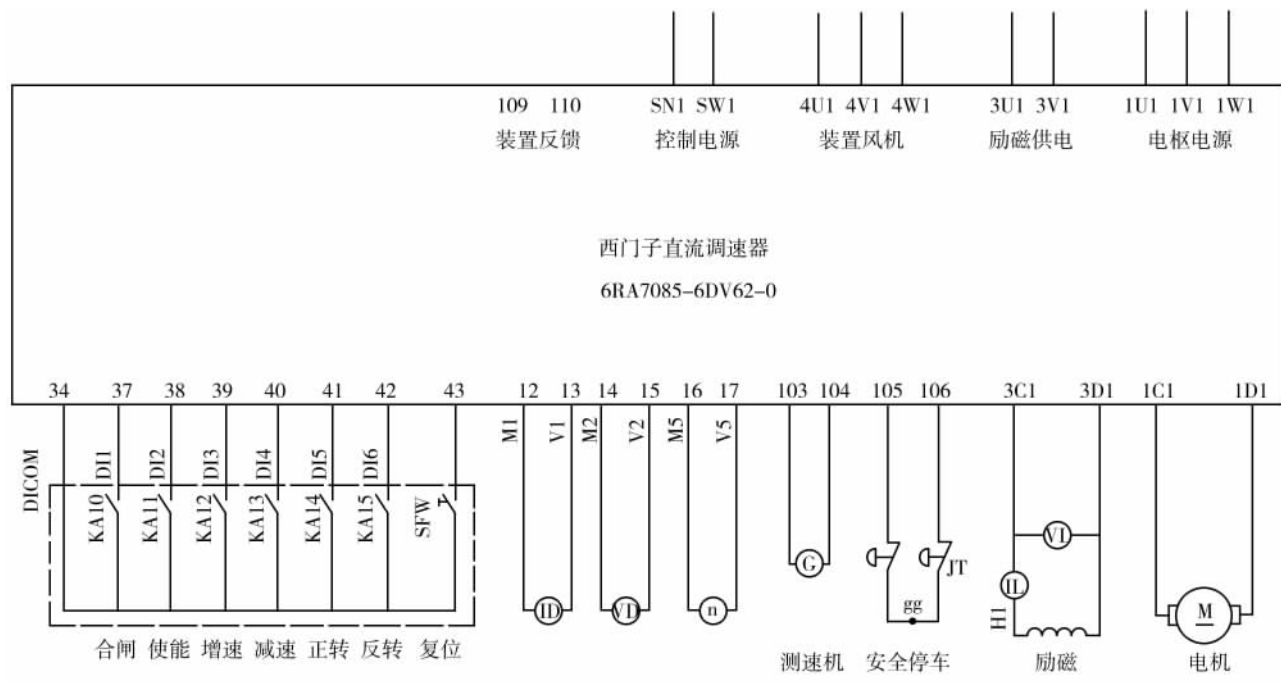 109 110 SN1 SW1 4U1 4V1 4W1 3U1 3V1 1U1 1V1 1W1
装置反馈 控制电源 装置风机 励磁供电 电枢电源
西门子直流调速器
6RA7085-6DV62-0
34 37 38 39 40 41 42 43 12 13 14 15 16 17 103 104 105 106 3C1 3D1 1C1 1D1
DICOM DI1 DI2 DI3 DI4 DI5 DI6 M1 V1 M2 V2 M5 V5
KA10 KA11 KA12 KA13 KA14 KA15 SFW
VL
G JT
IL
ID VD n gg H1 M
合闸 使能 增速 减速 正转 反转 复位 测速机 安全停车 励磁 电机